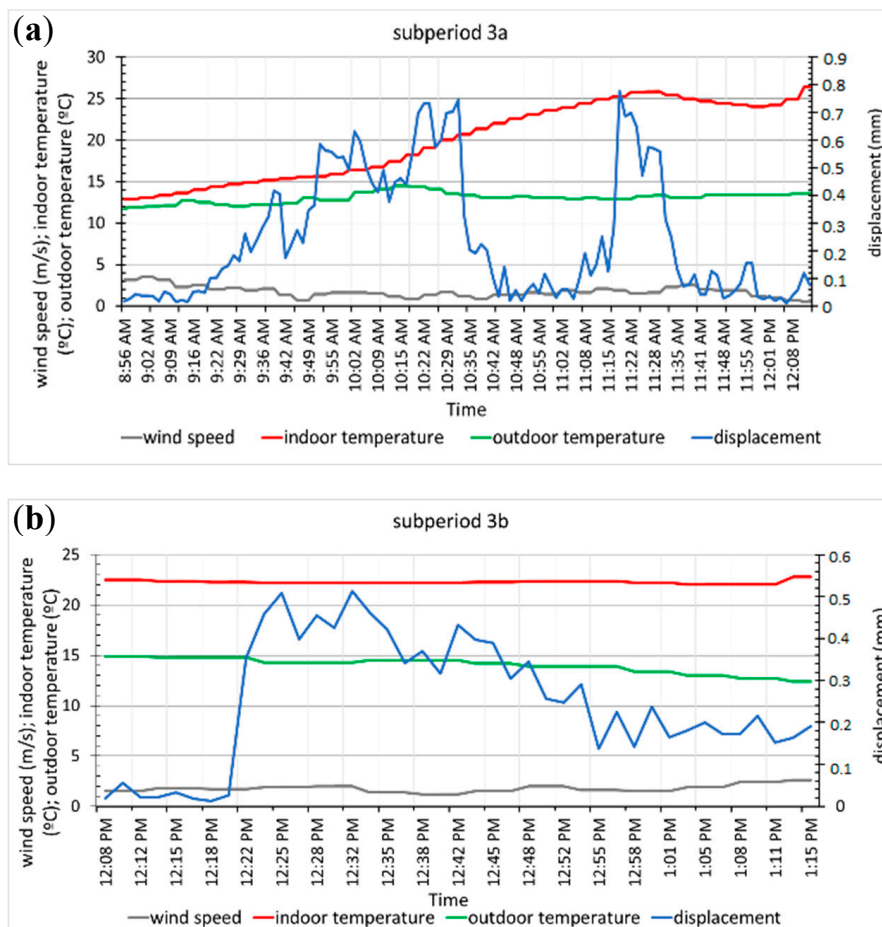 (a)
subperiod 3a
wind speed (m/s); indoor temperature
(ºC); outdoor temperature (ºC)
30
25
20
15
10
5
0
0.9
0.8
0.7
0.6
0.5
0.4
0.3
0.2
0.1
0
displacement (mm)
8:56 AM
9:02 AM
9:09 AM
9:16 AM
9:22 AM
9:29 AM
9:36 AM
9:42 AM
9:49 AM
9:55 AM
10:02 AM
10:09 AM
10:15 AM
10:22 AM
10:29 AM
10:35 AM
10:42 AM
10:48 AM
10:55 AM
11:02 AM
11:08 AM
11:15 AM
11:22 AM
11:28 AM
11:35 AM
11:41 AM
11:48 AM
11:55 AM
12:01 PM
12:08 PM
Time
wind speed indoor temperature outdoor temperature displacement
(b)
subperiod 3b
wind speed (m/s); indoor temperature
(ºC); outdoor temperature (ºC)
25
20
15
10
5
0
0.6
0.5
0.4
0.3
0.2
0.1
0
displacement (mm)
12:08 PM
12:12 PM
12:15 PM
12:18 PM
12:22 PM
12:25 PM
12:28 PM
12:32 PM
12:35 PM
12:38 PM
12:42 PM
12:45 PM
12:48 PM
12:52 PM
12:55 PM
12:58 PM
1:01 PM
1:05 PM
1:08 PM
1:11 PM
1:15 PM
Time
wind speed indoor temperature outdoor temperature displacement